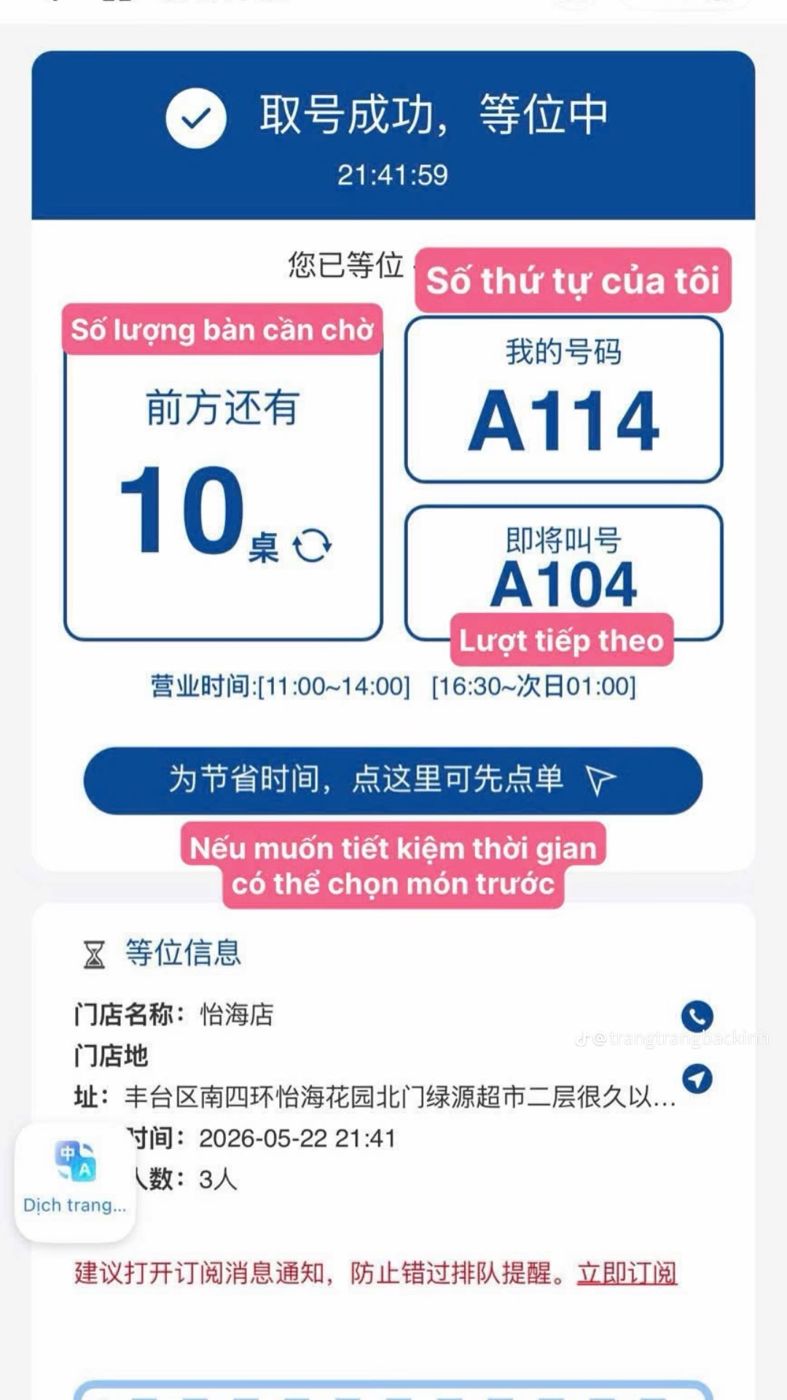 取号成功，等位中
21:41:59
您已等位
Số thứ tự của tôi
Số lượng bàn cần chờ
前方还有
10桌
我的号码
A114
即将叫号
A104
Lượt tiếp theo
营业时间:[11:00~14:00] [16:30~次日01:00]
为节省时间，点这里可先点单
Nếu muốn tiết kiệm thời gian
có thể chọn món trước
等位信息
门店名称：怡海店
门店地
址：丰台区南四环怡海花园北门绿源超市二层很久以...
@trangtrangbackinh
时间：2026-05-22 21:41
人数：3人
中
A
Dịch trang...
建议打开订阅消息通知，防止错过排队提醒。立即订阅